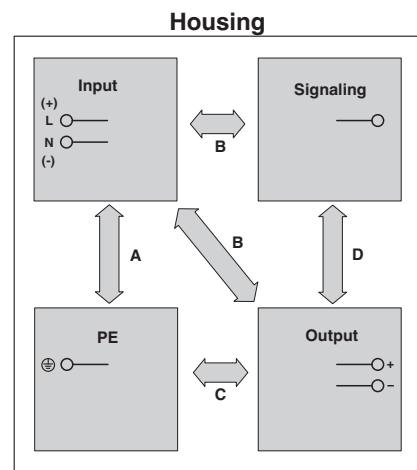 Housing
Input
Signaling
(+)
L
N
(-)
B
A
B
D
PE
Output
+
−
C